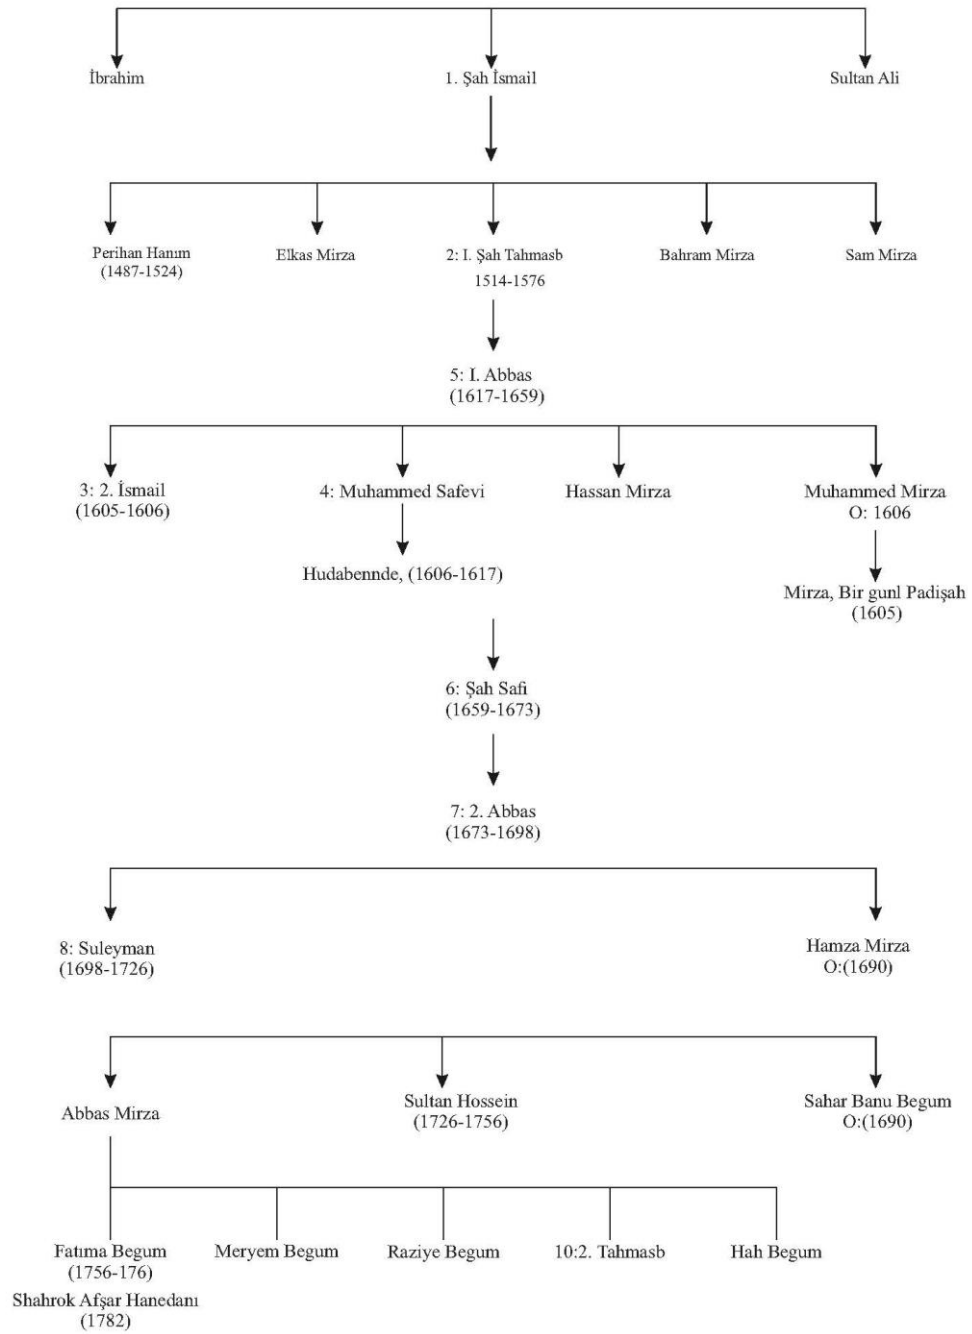 İbrahim
1. Şah İsmail
Sultan Ali
Perihan Hanım
(1487-1524)
Elkas Mirza
2: I. Şah Tahmasb
1514-1576
Bahram Mirza
Sam Mirza
5: I. Abbas
(1617-1659)
3: 2. İsmail
(1605-1606)
4: Muhammed Safevi
Hassan Mirza
Muhammed Mirza
O: 1606
Hudabennde, (1606-1617)
Mirza, Bir gunl Padişah
(1605)
6: Şah Safi
(1659-1673)
7: 2. Abbas
(1673-1698)
8: Suleyman
(1698-1726)
Hamza Mirza
O:(1690)
Abbas Mirza
Sultan Hossein
(1726-1756)
Sahar Banu Begum
O:(1690)
Fatıma Begum
(1756-176)
Meryem Begum
Raziye Begum
10:2. Tahmasb
Hah Begum
Shahrok Afşar Hanedanı
(1782)